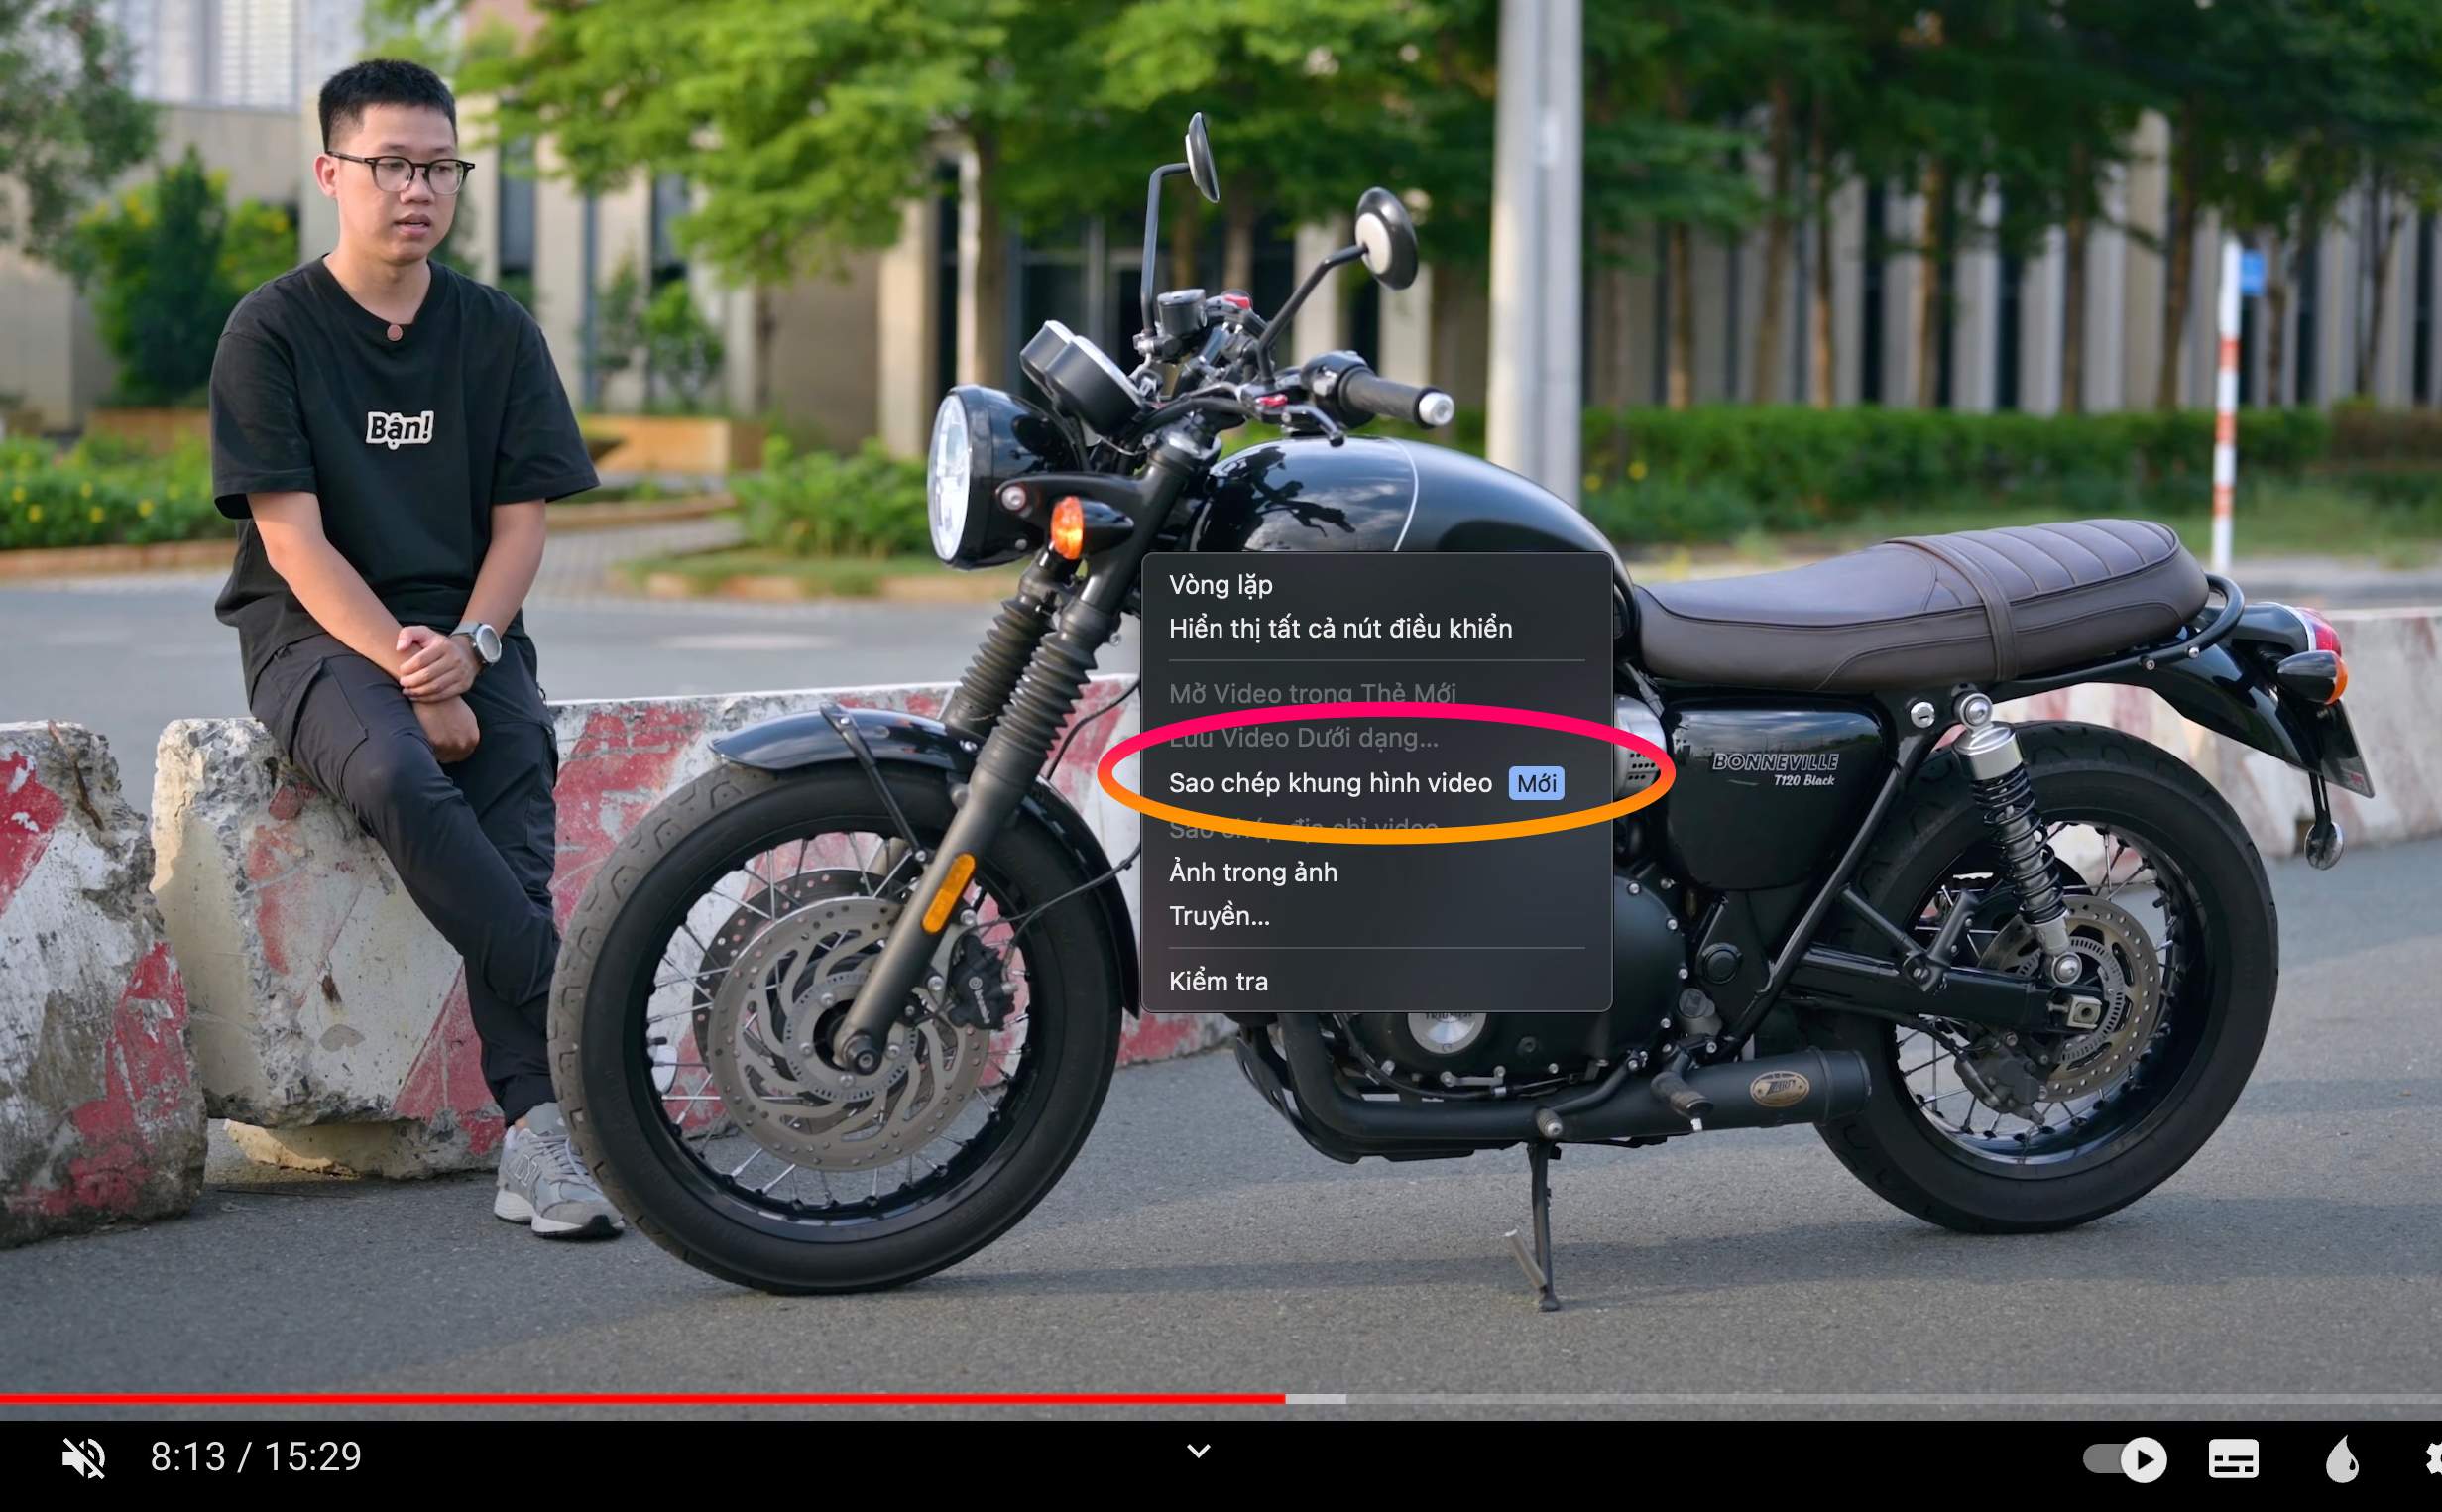 Bận!
Vòng lặp
Hiển thị tất cả nút điều khiển
Mở Video trong Thẻ Mới
Lưu Video Dưới dạng...
Sao chép khung hình video Mới
Sao chép địa chỉ video
Ảnh trong ảnh
Truyền...
Kiểm tra
BONNEVILLE
T120 Black
8:13 / 15:29